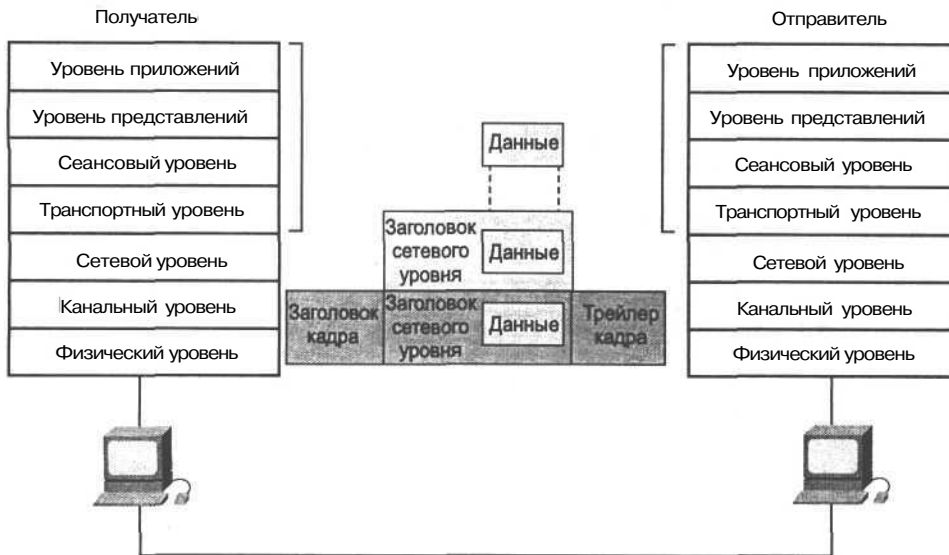 Получатель
Отправитель
Уровень приложений
Уровень представлений
Сеансовый уровень
Транспортный уровень
Сетевой уровень
Канальный уровень
Физический уровень
Данные
Заголовок
сетевого
уровня
Данные
Заголовок
кадра
Заголовок
сетевого
уровня
Данные
Трейлер
кадра
Уровень приложений
Уровень представлений
Сеансовый уровень
Транспортный уровень
Сетевой уровень
Канальный уровень
Физический уровень